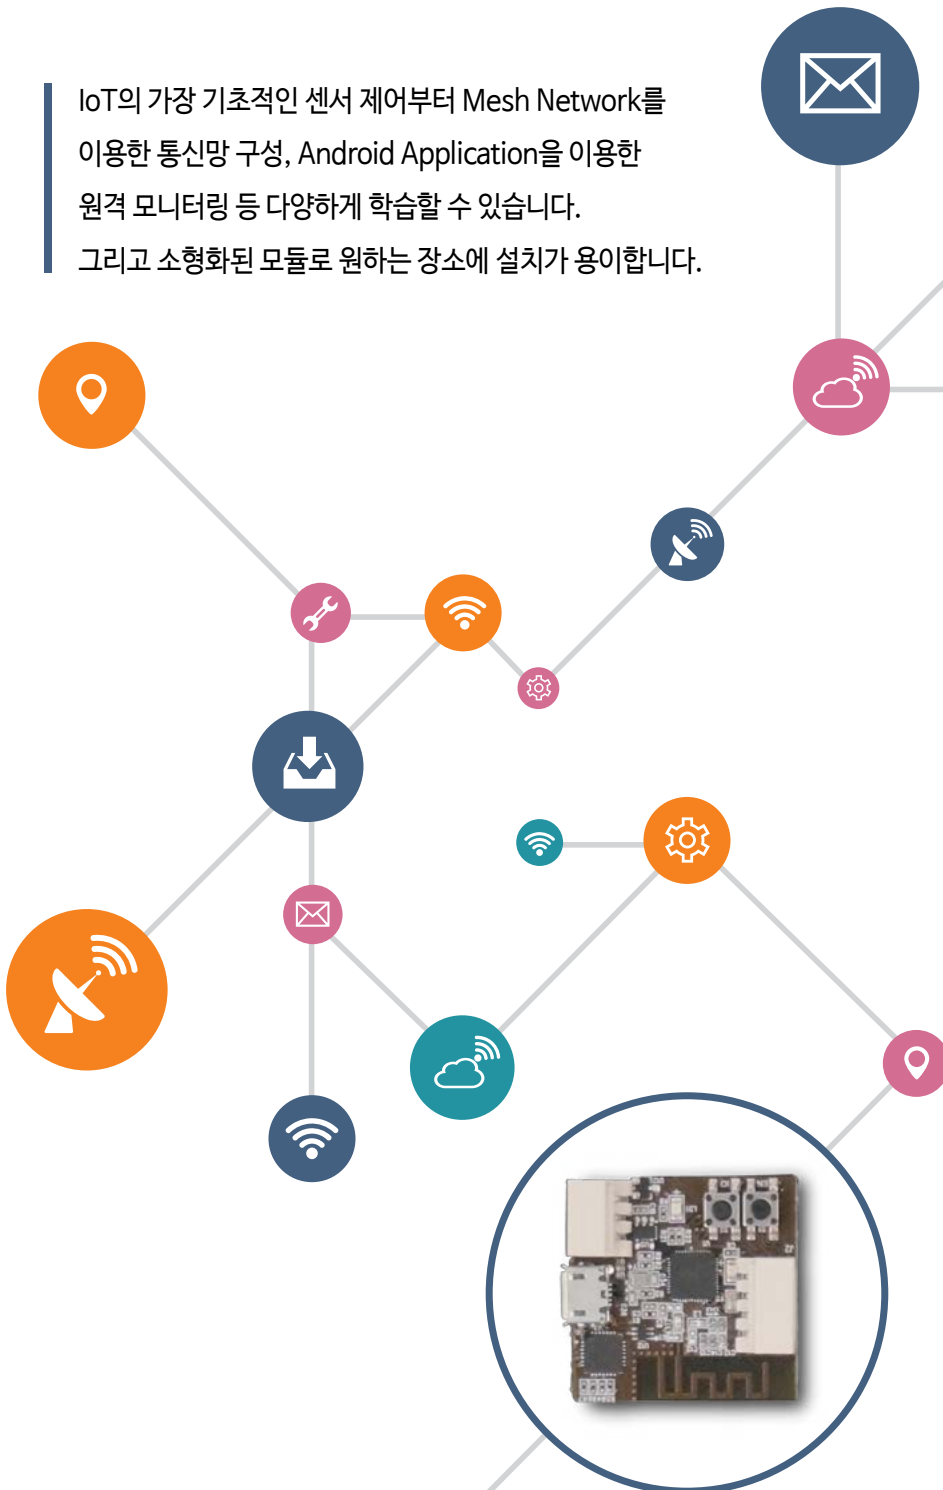 IoT의 가장 기초적인 센서 제어부터 Mesh Network를
이용한 통신망 구성, Android Application을 이용한
원격 모니터링 등 다양하게 학습할 수 있습니다.
그리고 소형화된 모듈로 원하는 장소에 설치가 용이합니다.